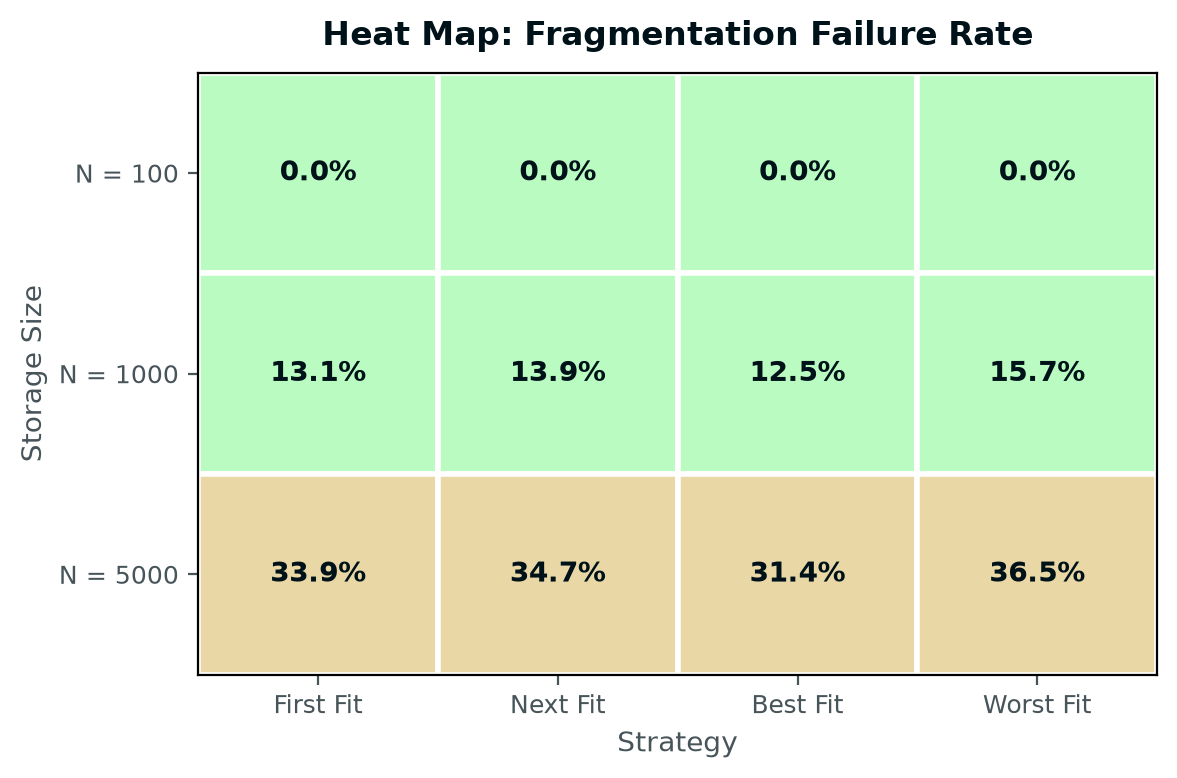 Heat Map: Fragmentation Failure Rate
Storage Size
N = 100
0.0% 0.0% 0.0% 0.0%
N = 1000
13.1% 13.9% 12.5% 15.7%
N = 5000
33.9% 34.7% 31.4% 36.5%
First Fit Next Fit Best Fit Worst Fit
Strategy